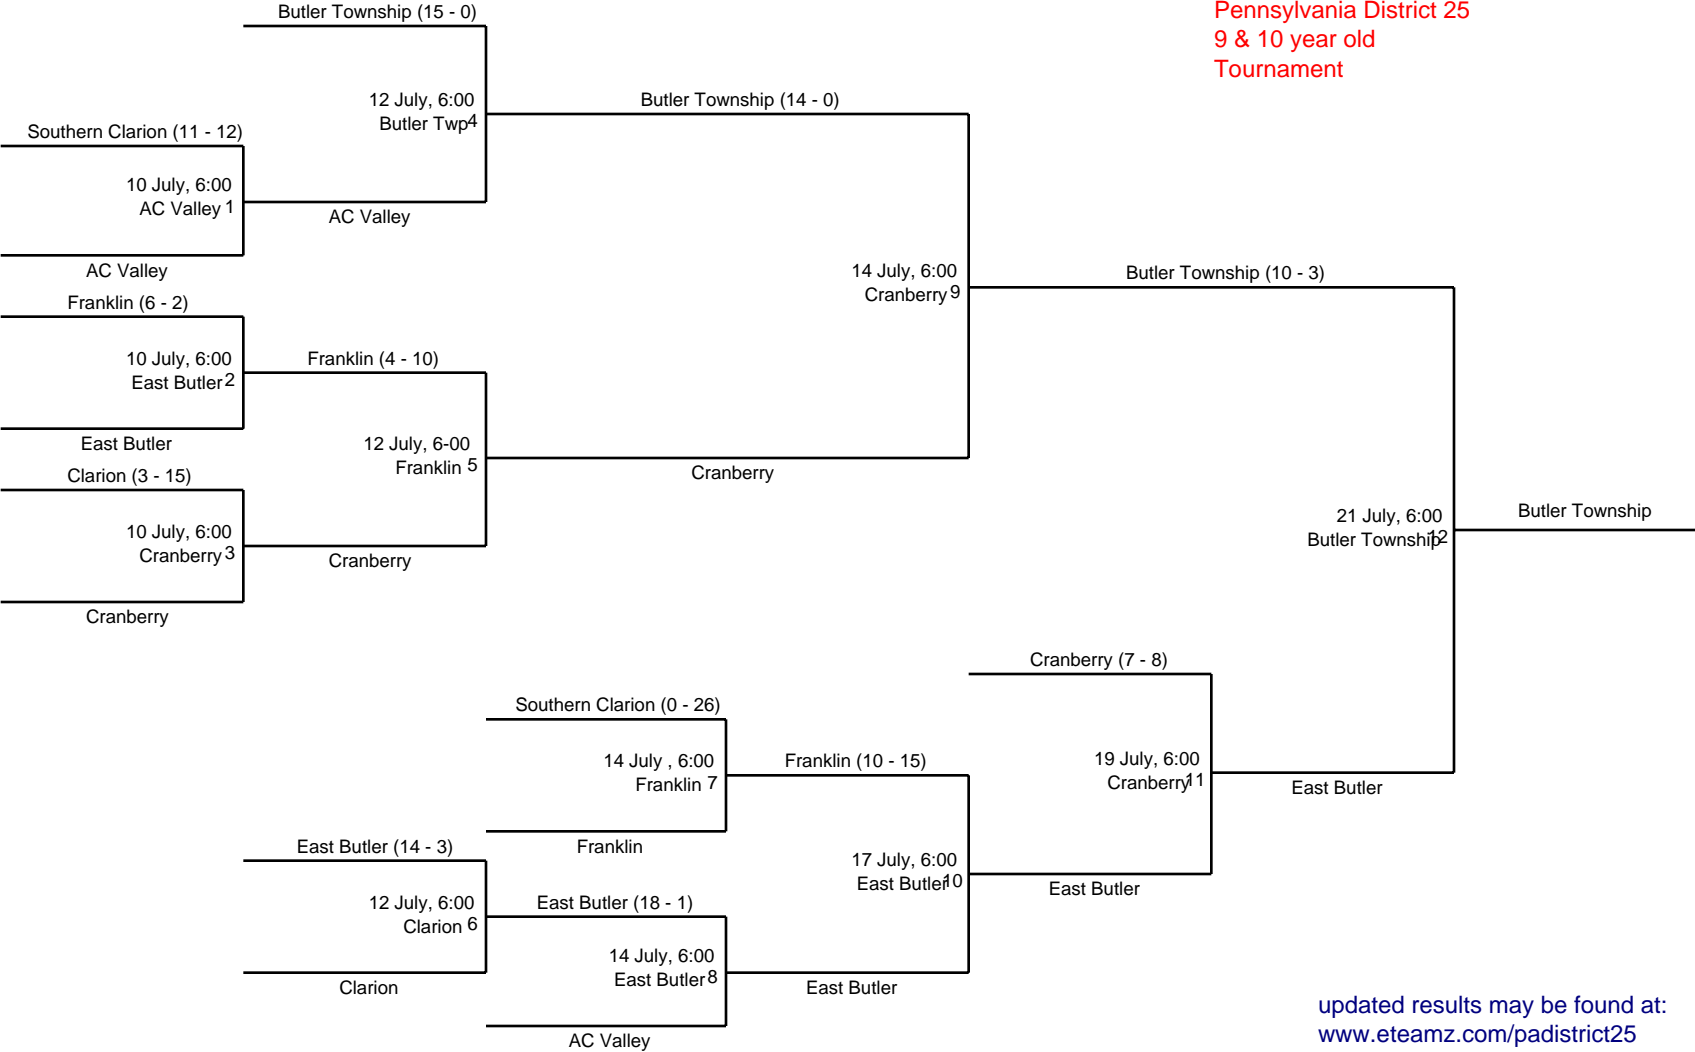 Butler Township (15 - 0)
Pennsylvania District 25
9 & 10 year old
Tournament
12 July, 6:00
Butler Twp 4
Butler Township (14 - 0)
Southern Clarion (11 - 12)
10 July, 6:00
AC Valley 1
AC Valley
AC Valley
14 July, 6:00
Cranberry 9
Butler Township (10 - 3)
Franklin (6 - 2)
10 July, 6:00
East Butler 2
Franklin (4 - 10)
East Butler
12 July, 6-00
Franklin 5
Cranberry
Clarion (3 - 15)
10 July, 6:00
Cranberry 3
Cranberry
Cranberry
21 July, 6:00
Butler Township 12
Butler Township
Cranberry (7 - 8)
Southern Clarion (0 - 26)
14 July , 6:00
Franklin 7
Franklin (10 - 15)
19 July, 6:00
Cranberry 11
East Butler
Franklin
East Butler (14 - 3)
17 July, 6:00
East Butler 10
East Butler
12 July, 6:00
Clarion 6
East Butler (18 - 1)
14 July, 6:00
East Butler 8
Clarion
East Butler
AC Valley
updated results may be found at:
www.eteamz.com/padistrict25